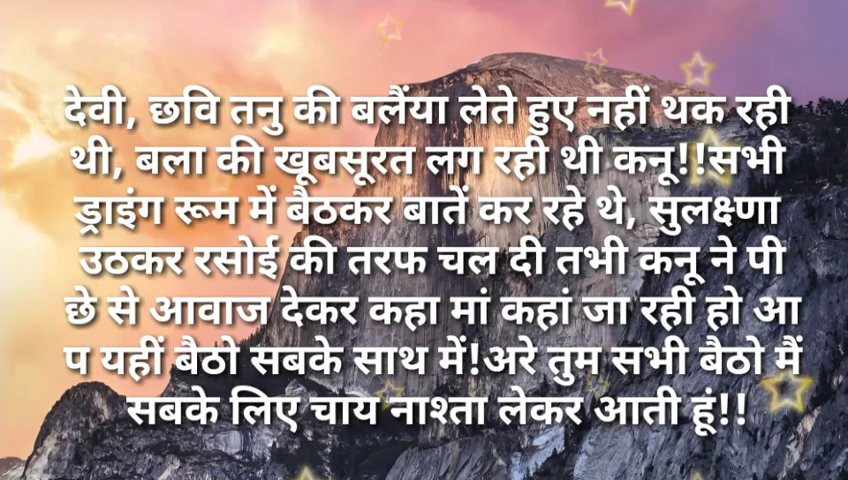 देवी, छवि तनु की बलैंया लेते हुए नहीं थक रही
थी, बला की खूबसूरत लग रही थी कनू!!सभी
ड्राइंग रूम में बैठकर बातें कर रहे थे, सुलक्ष्णा
उठकर रसोई की तरफ चल दी तभी कनू ने पी
छे से आवाज देकर कहा मां कहां जा रही हो आ
प यहीं बैठो सबके साथ में!अरे तुम सभी बैठो मैं
सबके लिए चाय नाश्ता लेकर आती हूं!!